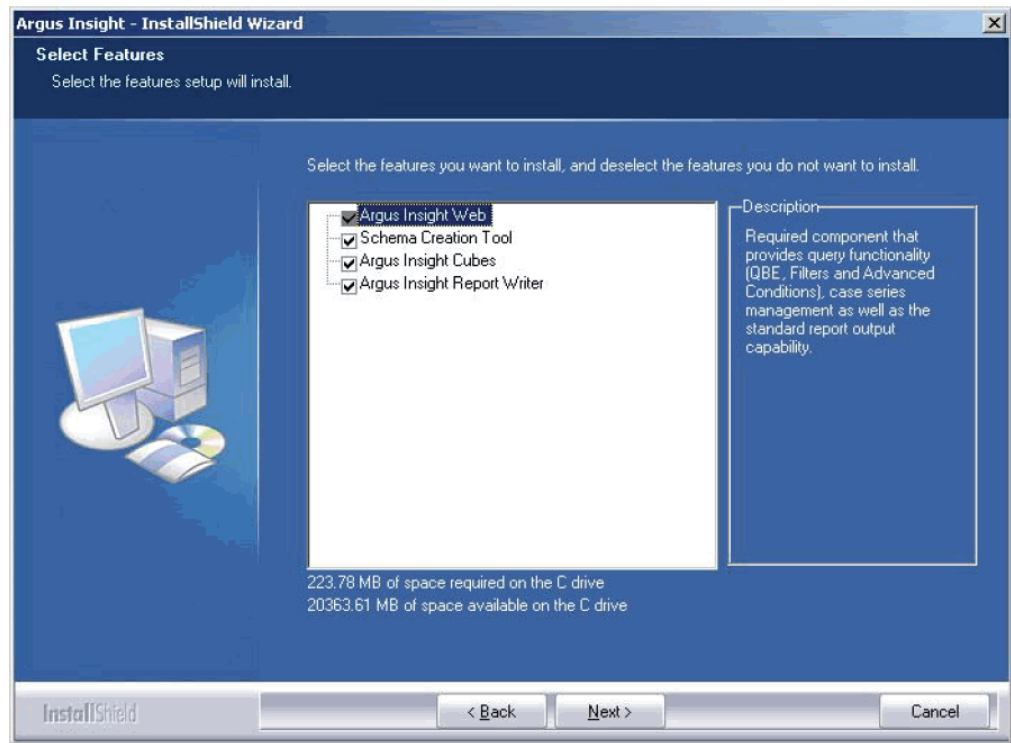 Argus Insight - InstallShield Wizard
Select Features
Select the features setup will install.
Select the features you want to install, and deselect the features you do not want to install.
Argus Insight Web
Schema Creation Tool
Argus Insight Cubes
Argus Insight Report Writer
Description
Required component that
provides query functionality
(QBE, Filters and Advanced
Conditions), case series
management as well as the
standard report output
capability.
223.78 MB of space required on the C drive
20363.61 MB of space available on the C drive
InstallShield
< Back
Next >
Cancel